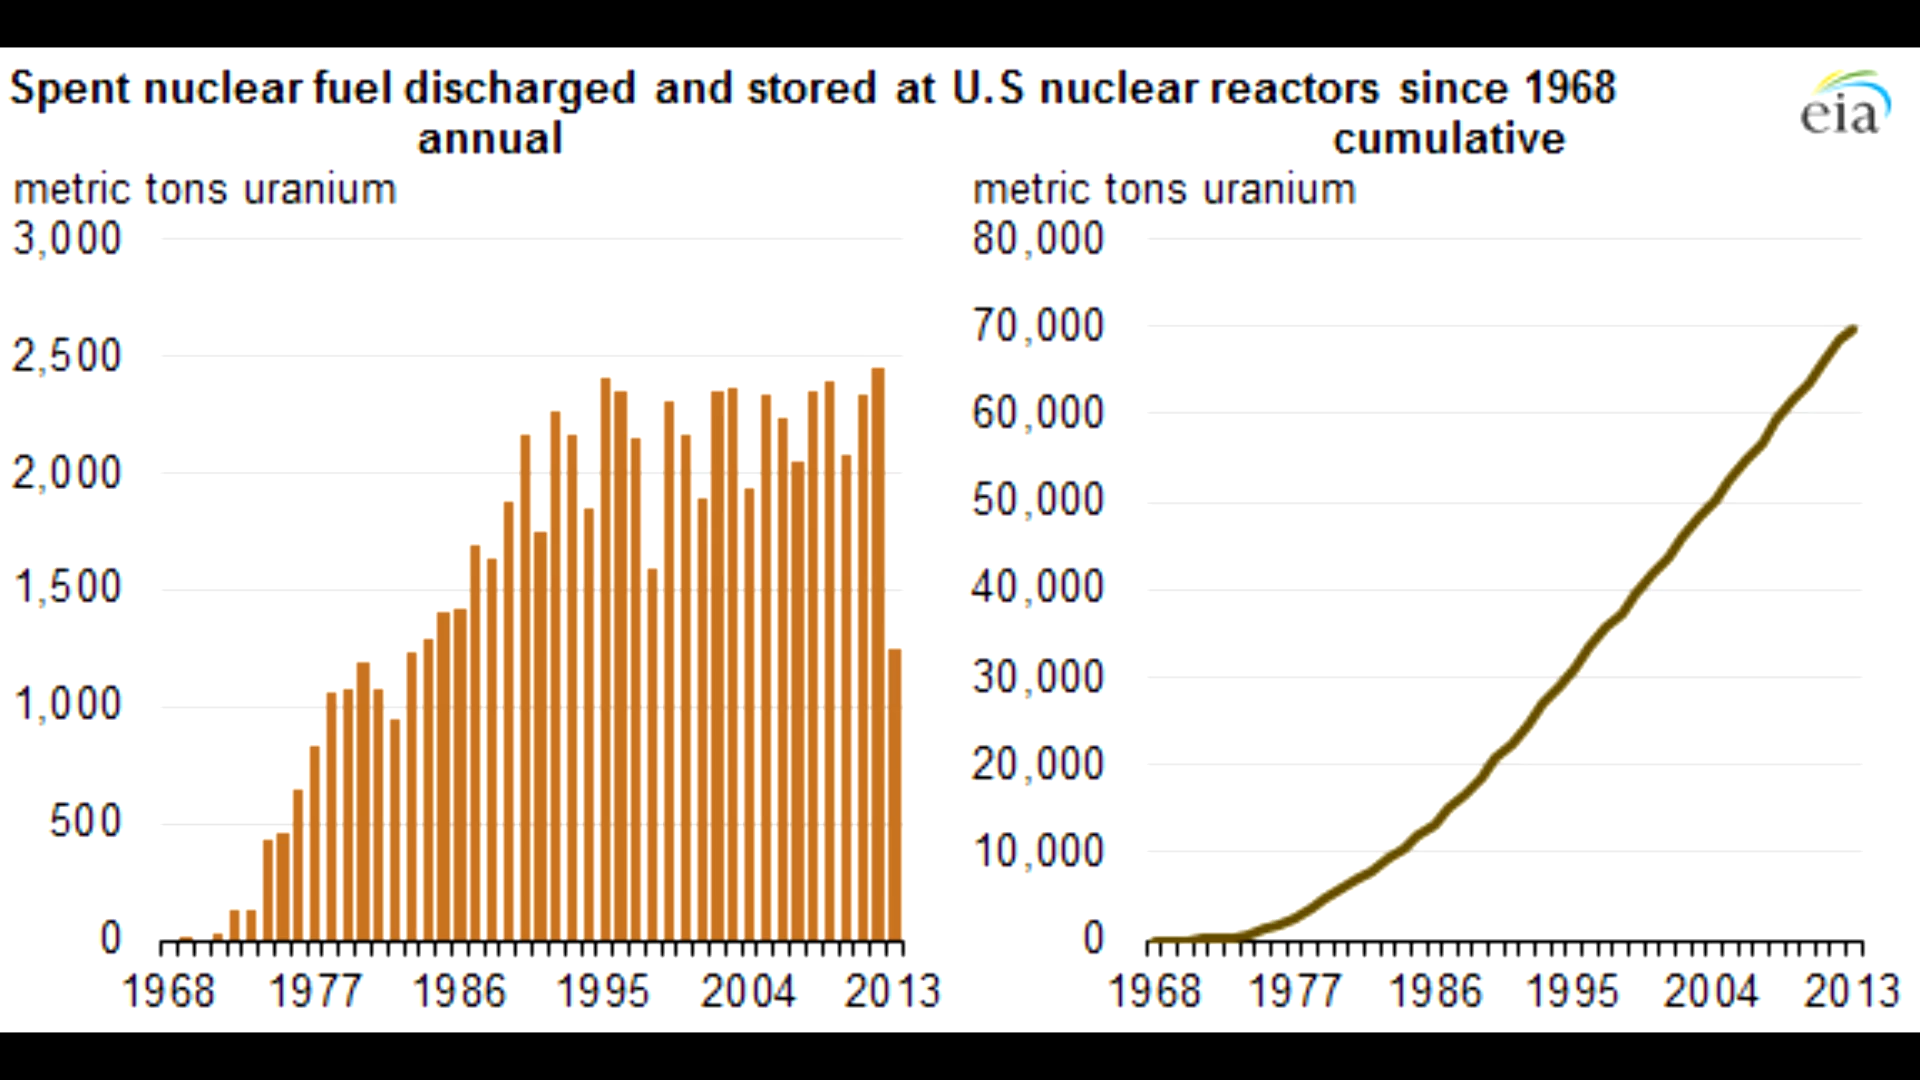 Spent nuclear fuel discharged and stored at U.S nuclear reactors since 1968
annual
cumulative
eia
metric tons uranium
3,000
2,500
2,000
1,500
1,000
500
0
1968 1977 1986 1995 2004 2013
metric tons uranium
80,000
70,000
60,000
50,000
40,000
30,000
20,000
10,000
0
1968 1977 1986 1995 2004 2013